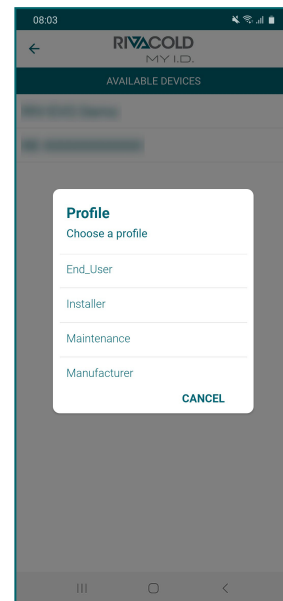 08:03
RIVACOLD
MY I.D.
AVAILABLE DEVICES
Profile
Choose a profile
End_User
Installer
Maintenance
Manufacturer
CANCEL